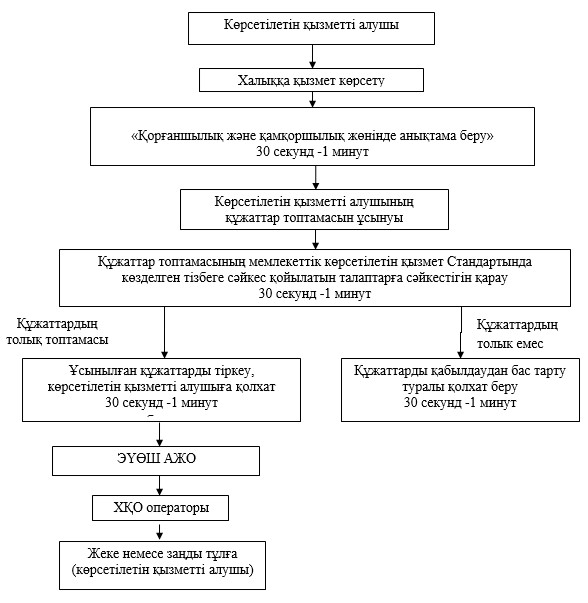 Көрсетілетін қызметті алушы
Халыққа қызмет көрсету
«Қорғаншылық және қамқоршылық жөнінде анықтама беру»
30 секунд -1 минут
Көрсетілетін қызметті алушының
құжаттар топтамасын ұсынуы
Құжаттар топтамасының мемлекеттік көрсетілетін қызмет Стандартында
көзделген тізбеге сәйкес қойылатын талаптарға сәйкестігін қарау
30 секунд -1 минут
Құжаттардың
толық топтамасы
Құжаттардың
толык емес
Ұсынылған құжаттарды тіркеу,
көрсетілетін қызметті алушыға қолхат
30 секунд -1 минут
Құжаттарды қабылдаудан бас тарту
туралы қолхат беру
30 секунд -1 минут
ЭҮӨШ АЖО
ХҚО операторы
Жеке немесе заңды тұлға
(көрсетілетін қызметті алушы)